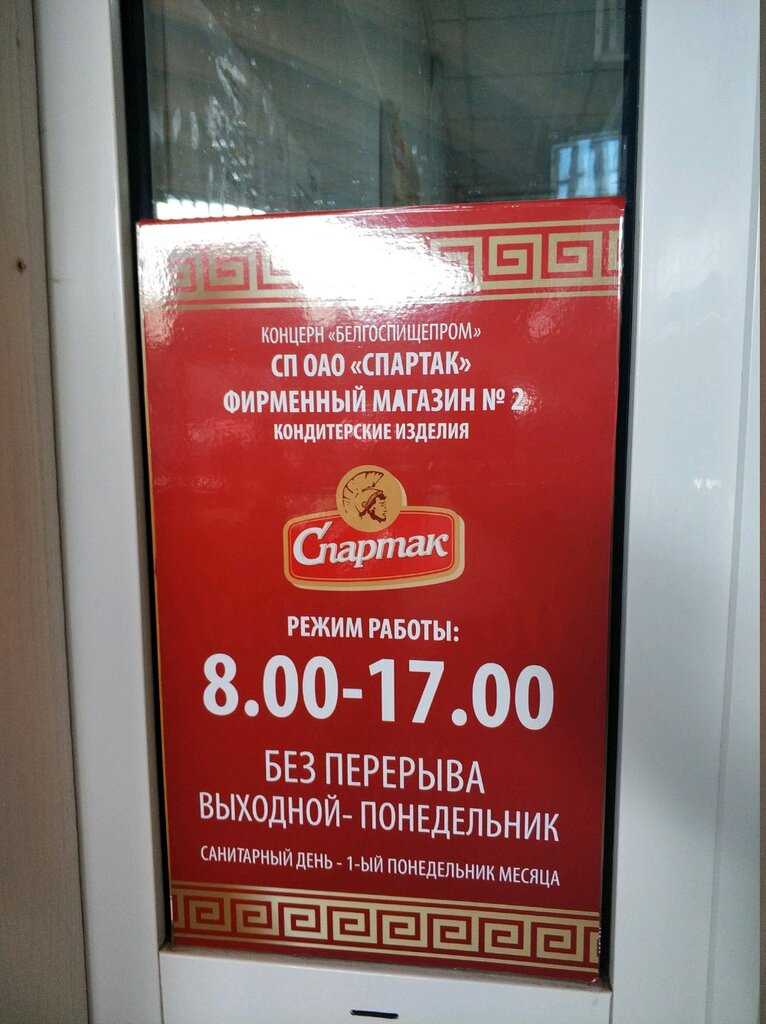 КОНЦЕРН «БЕЛГОСПИЩЕПРОМ»
СП ОАО «СПАРТАК»
ФИРМЕННЫЙ МАГАЗИН № 2
КОНДИТЕРСКИЕ ИЗДЕЛИЯ
Спартак
РЕЖИМ РАБОТЫ:
8.00-17.00
БЕЗ ПЕРЕРЫВА
ВЫХОДНОЙ- ПОНЕДЕЛЬНИК
САНИТАРНЫЙ ДЕНЬ - 1-ЫЙ ПОНЕДЕЛЬНИК МЕСЯЦА